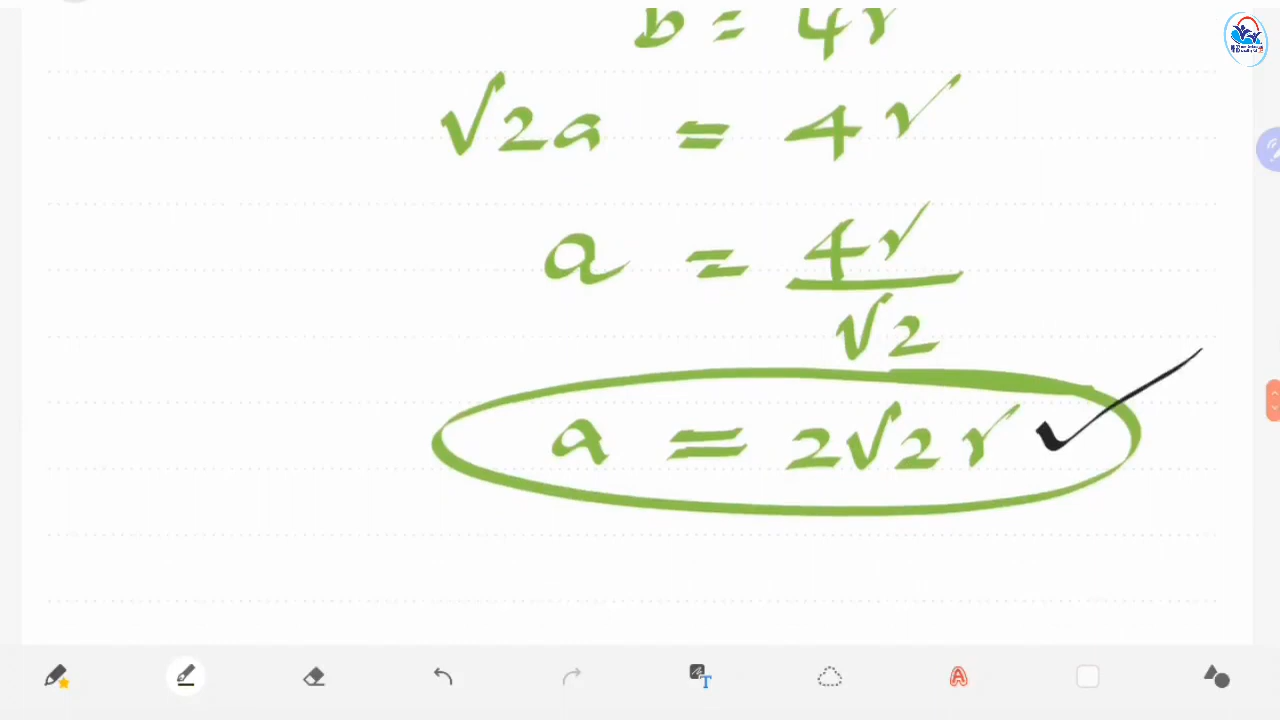 b = 4r
√2a = 4r
a = 4r/√2
a = 2√2 r